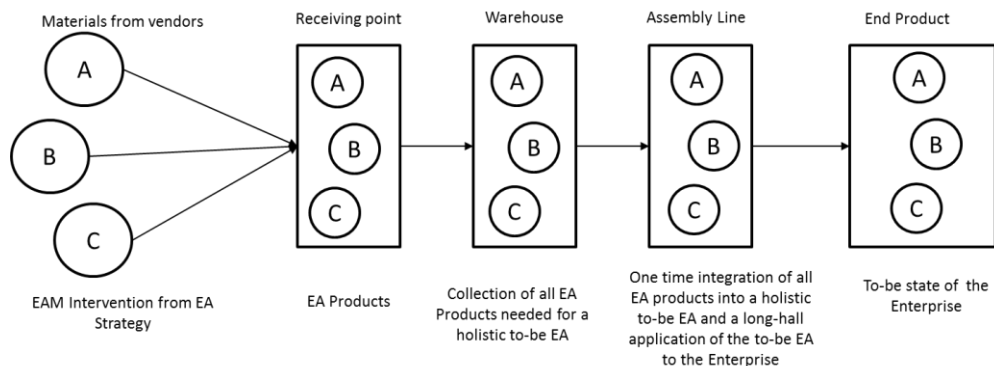 Materials from vendors
Receiving point
Warehouse
Assembly Line
End Product
A
B
C
A
B
C
A
B
C
A
B
C
A
B
C
EAM Intervention from EA
Strategy
EA Products
Collection of all EA
Products needed for a
holistic to-be EA
One time integration of all
EA products into a holistic
to-be EA and a long-hall
application of the to-be EA
to the Enterprise
To-be state of the
Enterprise